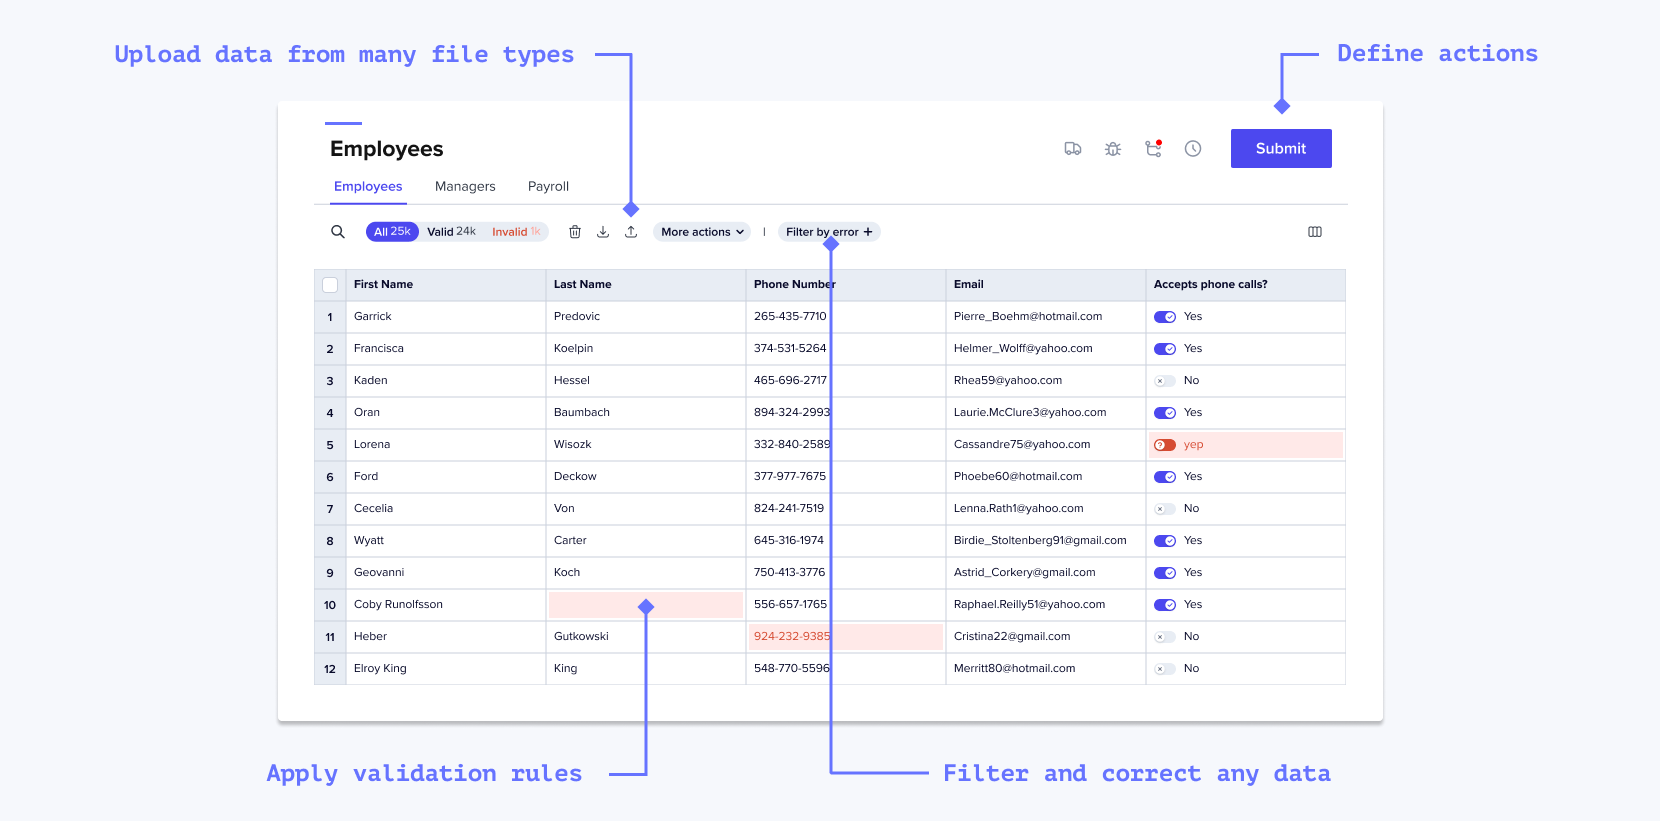 Upload data from many file types
Define actions
Employees
Submit
Employees Managers Payroll
All 25k Valid 24k Invalid 1k More actions | Filter by error +
First Name Last Name Phone Number Email Accepts phone calls?
1 Garrick Predovic 265-435-7710 Pierre_Boehm@hotmail.com Yes
2 Francisca Koelpin 374-531-5264 Helmer_Wolff@yahoo.com Yes
3 Kaden Hessel 465-696-2717 Rhea59@yahoo.com No
4 Oran Baumbach 894-324-2993 Laurie.McClure3@yahoo.com Yes
5 Lorena Wisozk 332-840-2589 Cassandre75@yahoo.com yep
6 Ford Deckow 377-977-7675 Phoebe60@hotmail.com Yes
7 Cecelia Von 824-241-7519 Lenna.Rath1@yahoo.com No
8 Wyatt Carter 645-316-1974 Birdie_Stoltenberg91@gmail.com Yes
9 Geovanni Koch 750-413-3776 Astrid_Corkery@gmail.com Yes
10 Coby Runolfsson 556-657-1765 Raphael.Reilly51@yahoo.com Yes
11 Heber Gutkowski 924-232-9385 Cristina22@gmail.com No
12 Elroy King King 548-770-5596 Merritt80@hotmail.com No
Apply validation rules
Filter and correct any data